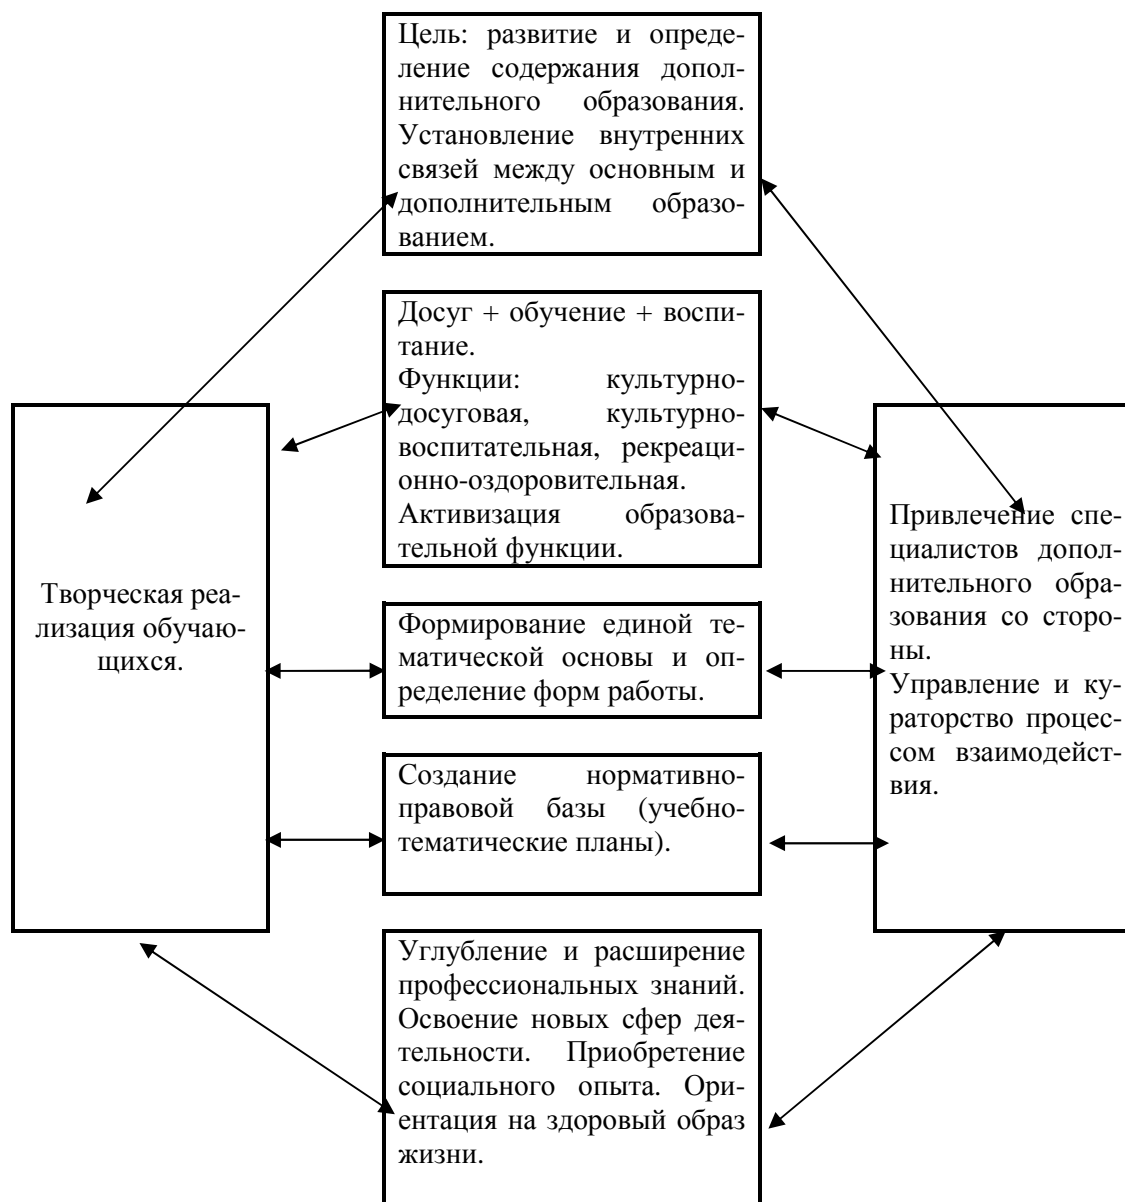 Цель: развитие и опреде-
ление содержания допол-
нительного образования.
Установление внутренних
связей между основным и
дополнительным образо-
ванием.
Досуг + обучение + воспи-
тание.
Функции: культурно-
досуговая, культурно-
воспитательная, рекреаци-
онно-оздоровительная.
Активизация образова-
тельной функции.
Творческая реа-
лизация обучаю-
щихся.
Формирование единой те-
матической основы и оп-
ределение форм работы.
Создание нормативно-
правовой базы (учебно-
тематические планы).
Углубление и расширение
профессиональных знаний.
Освоение новых сфер дея-
тельности. Приобретение
социального опыта. Ори-
ентация на здоровый образ
жизни.
Привлечение спе-
циалистов допол-
нительного обра-
зования со сторо-
ны.
Управление и ку-
раторство процес-
сом взаимодейст-
вия.